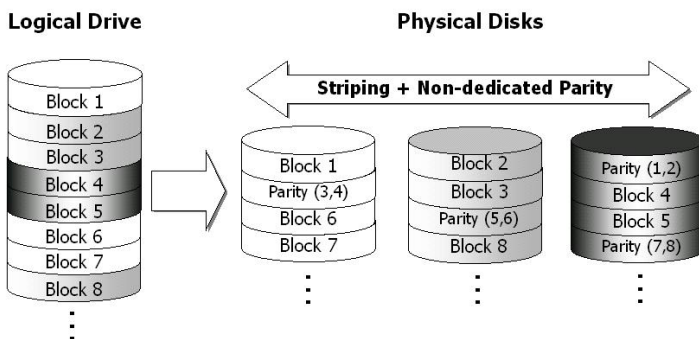 Logical Drive
Physical Disks
Striping + Non-dedicated Parity
Block 1
Block 2
Block 3
Block 4
Block 5
Block 6
Block 7
Block 8
Block 1
Parity (3,4)
Block 6
Block 7
Block 2
Block 3
Parity (5,6)
Block 8
Parity (1,2)
Block 4
Block 5
Parity (7,8)